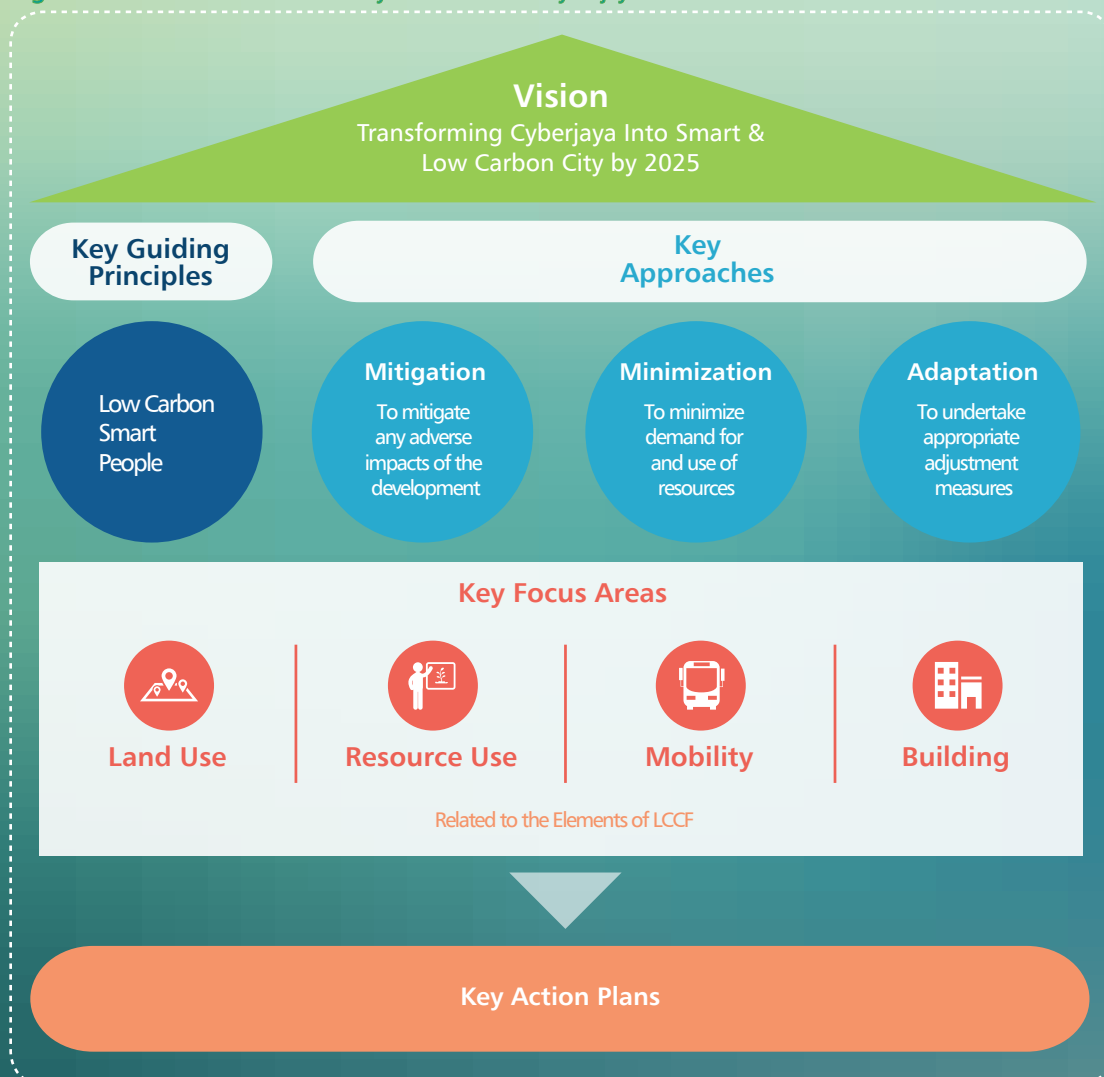 Vision
Transforming Cyberjaya Into Smart &
Low Carbon City by 2025
Key Guiding
Principles
Key
Approaches
Low Carbon
Smart
People
Mitigation
To mitigate
any adverse
impacts of the
development
Minimization
To minimize
demand for
and use of
resources
Adaptation
To undertake
appropriate
adjustment
measures
Key Focus Areas
Land Use
Resource Use
Mobility
Building
Related to the Elements of LCCF
Key Action Plans